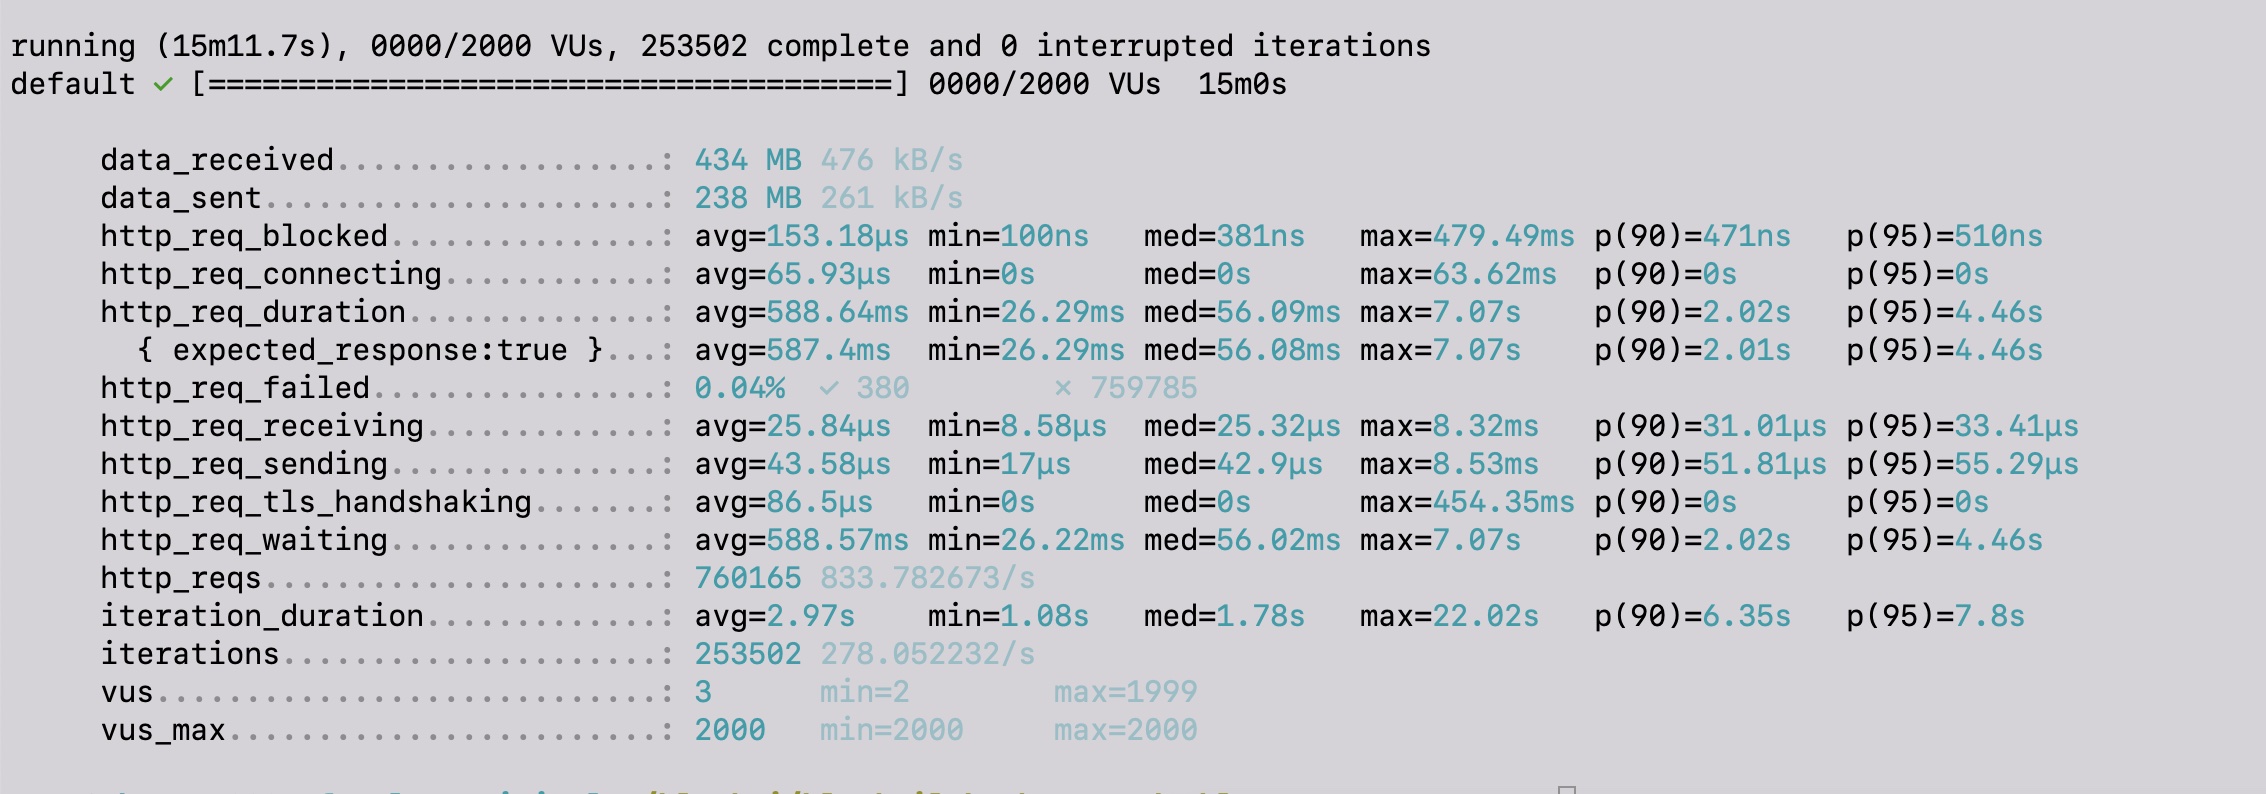 running (15m11.7s), 0000/2000 VUs, 253502 complete and 0 interrupted iterations
default ✓ [======================================] 0000/2000 VUs  15m0s
data_received..................: 434 MB 476 kB/s
data_sent......................: 238 MB 261 kB/s
http_req_blocked...............: avg=153.18µs min=100ns   med=381ns   max=479.49ms p(90)=471ns   p(95)=510ns
http_req_connecting............: avg=65.93µs  min=0s      med=0s      max=63.62ms  p(90)=0s      p(95)=0s
http_req_duration..............: avg=588.64ms min=26.29ms med=56.09ms max=7.07s    p(90)=2.02s   p(95)=4.46s
{ expected_response:true }...: avg=587.4ms  min=26.29ms med=56.08ms max=7.07s    p(90)=2.01s   p(95)=4.46s
http_req_failed................: 0.04%  ✓ 380        ✗ 759785
http_req_receiving.............: avg=25.84µs  min=8.58µs  med=25.32µs max=8.32ms   p(90)=31.01µs p(95)=33.41µs
http_req_sending...............: avg=43.58µs  min=17µs    med=42.9µs  max=8.53ms   p(90)=51.81µs p(95)=55.29µs
http_req_tls_handshaking.......: avg=86.5µs   min=0s      med=0s      max=454.35ms p(90)=0s      p(95)=0s
http_req_waiting...............: avg=588.57ms min=26.22ms med=56.02ms max=7.07s    p(90)=2.02s   p(95)=4.46s
http_reqs......................: 760165 833.782673/s
iteration_duration.............: avg=2.97s    min=1.08s   med=1.78s   max=22.02s   p(90)=6.35s   p(95)=7.8s
iterations.....................: 253502 278.052232/s
vus............................: 3      min=2        max=1999
vus_max........................: 2000   min=2000     max=2000